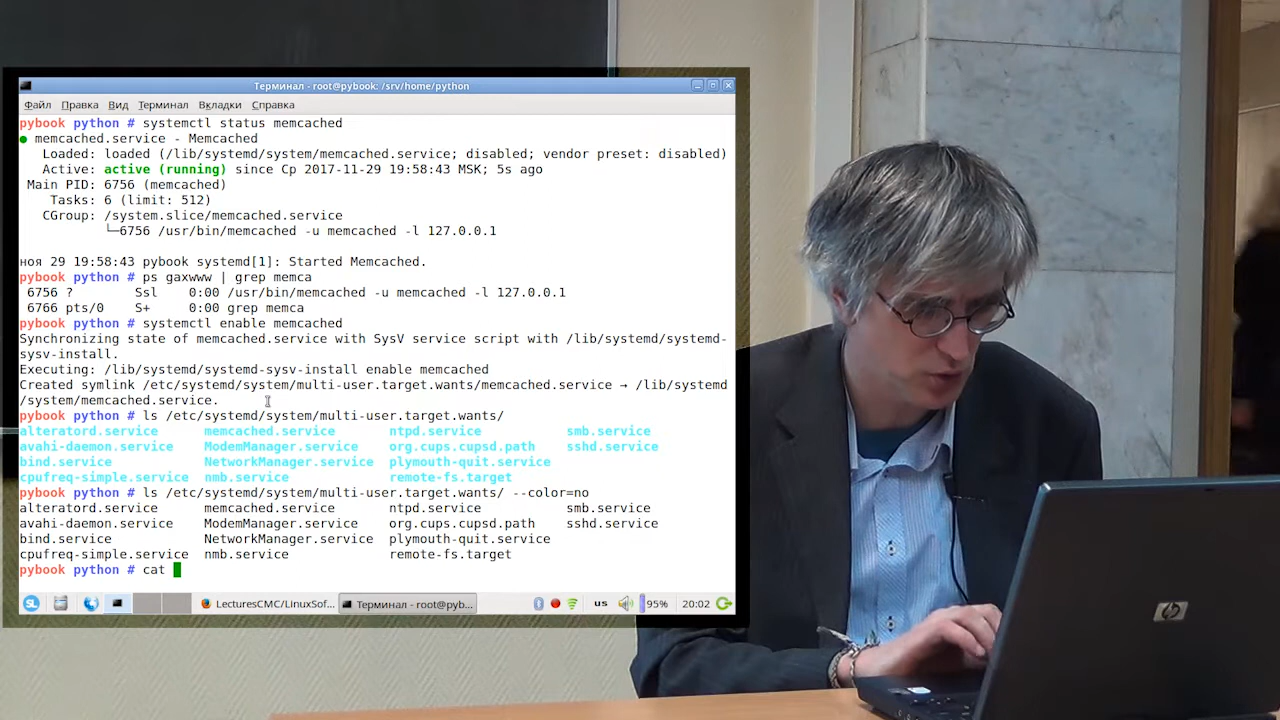 Терминал - root@pybook: /srv/home/python
Файл Правка Вид Терминал Вкладки Справка
pybook python # systemctl status memcached
● memcached.service - Memcached
Loaded: loaded (/lib/systemd/system/memcached.service; disabled; vendor preset: disabled)
Active: active (running) since Ср 2017-11-29 19:58:43 MSK; 5s ago
Main PID: 6756 (memcached)
Tasks: 6 (limit: 512)
CGroup: /system.slice/memcached.service
└─6756 /usr/bin/memcached -u memcached -l 127.0.0.1
ноя 29 19:58:43 pybook systemd[1]: Started Memcached.
pybook python # ps gaxwww | grep memca
6756 ? Ssl 0:00 /usr/bin/memcached -u memcached -l 127.0.0.1
6766 pts/0 S+ 0:00 grep memca
pybook python # systemctl enable memcached
Synchronizing state of memcached.service with SysV service script with /lib/systemd/systemd-
sysv-install.
Executing: /lib/systemd/systemd-sysv-install enable memcached
Created symlink /etc/systemd/system/multi-user.target.wants/memcached.service → /lib/systemd
/system/memcached.service.
pybook python # ls /etc/systemd/system/multi-user.target.wants/
alteratord.service memcached.service ntpd.service smb.service
avahi-daemon.service ModemManager.service org.cups.cupsd.path sshd.service
bind.service NetworkManager.service plymouth-quit.service
cpufreq-simple.service nmb.service remote-fs.target
pybook python # ls /etc/systemd/system/multi-user.target.wants/ --color=no
alteratord.service memcached.service ntpd.service smb.service
avahi-daemon.service ModemManager.service org.cups.cupsd.path sshd.service
bind.service NetworkManager.service plymouth-quit.service
cpufreq-simple.service nmb.service remote-fs.target
pybook python # cat
SL LecturesCMC/LinuxSof... Терминал - root@pyb... us 95% 20:02
hp